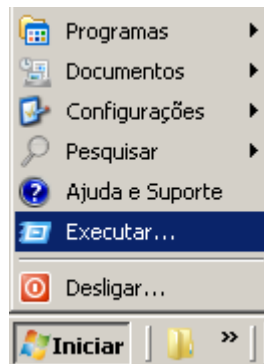 Programas
Documentos
Configurações
Pesquisar
Ajuda e Suporte
Executar...
Desligar...
Iniciar
»